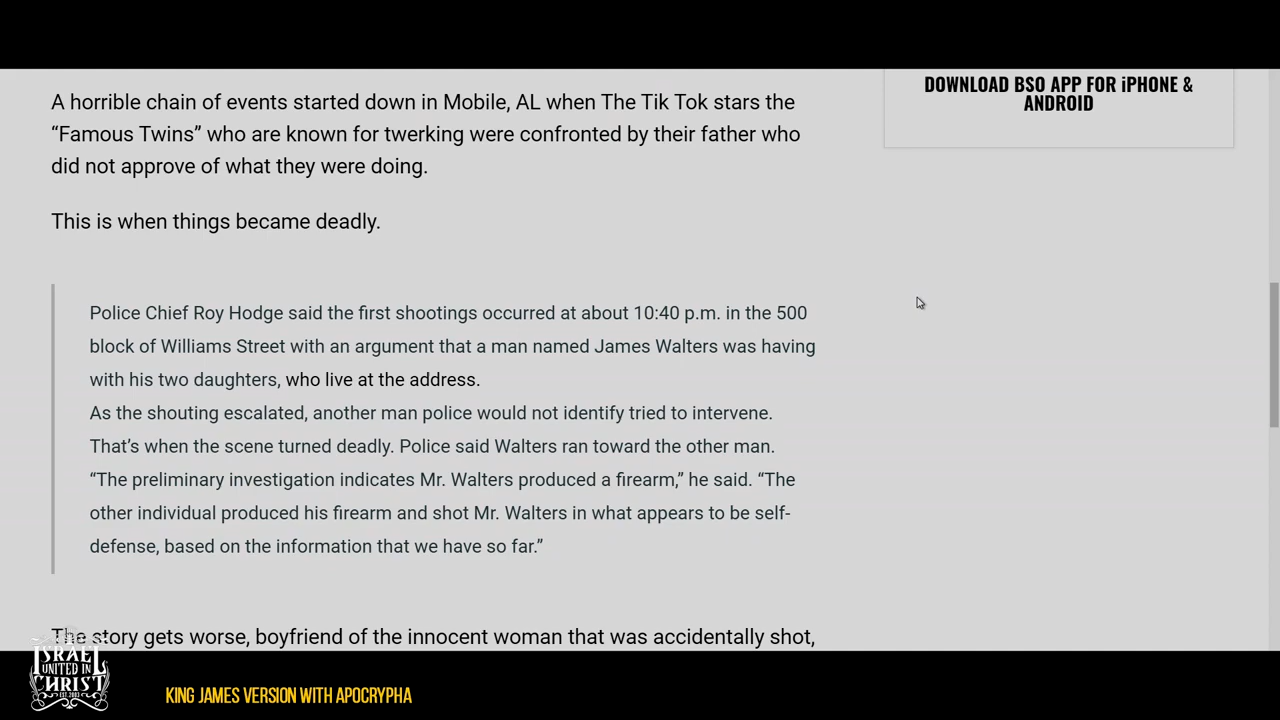 DOWNLOAD BSO APP FOR iPHONE &
ANDROID
A horrible chain of events started down in Mobile, AL when The Tik Tok stars the
“Famous Twins” who are known for twerking were confronted by their father who
did not approve of what they were doing.
This is when things became deadly.
Police Chief Roy Hodge said the first shootings occurred at about 10:40 p.m. in the 500
block of Williams Street with an argument that a man named James Walters was having
with his two daughters, who live at the address.
As the shouting escalated, another man police would not identify tried to intervene.
That’s when the scene turned deadly. Police said Walters ran toward the other man.
“The preliminary investigation indicates Mr. Walters produced a firearm,” he said. “The
other individual produced his firearm and shot Mr. Walters in what appears to be self-
defense, based on the information that we have so far.”
The story gets worse, boyfriend of the innocent woman that was accidentally shot,
ISRAEL
UNITED IN
CHRIST
EST. 2003
KING JAMES VERSION WITH APOCRYPHA